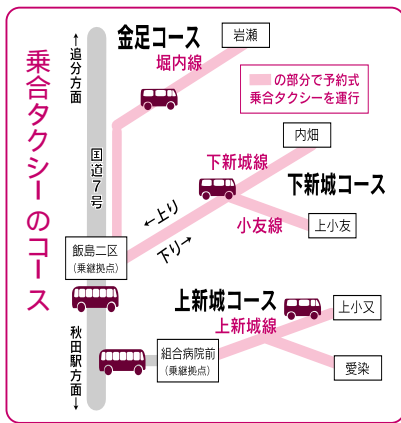 乗合タクシーのコース
←追分方面
国道7号
秋田駅方面→
金足コース
堀内線
岩瀬
の部分で予約式
乗合タクシーを運行
内畑
下新城線
下新城コース
小友線
上小友
←上り
下り→
飯島二区
(乗継拠点)
上新城コース
上新城線
上小又
愛染
組合病院前
(乗継拠点)